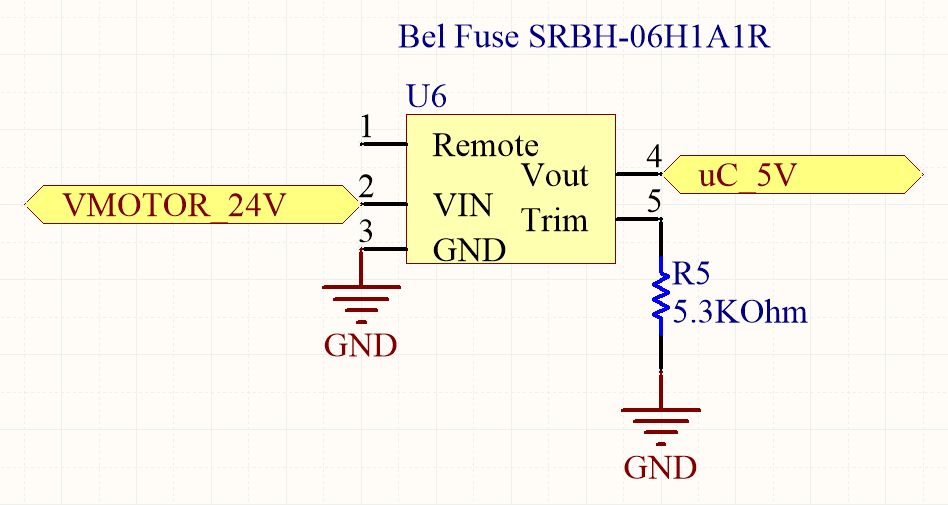 Bel Fuse SRBH-06H1A1R
U6
1
Remote
4
Vout
uC_5V
2
VMOTOR_24V
VIN
5
Trim
3
GND
GND
R5
5.3KOhm
GND